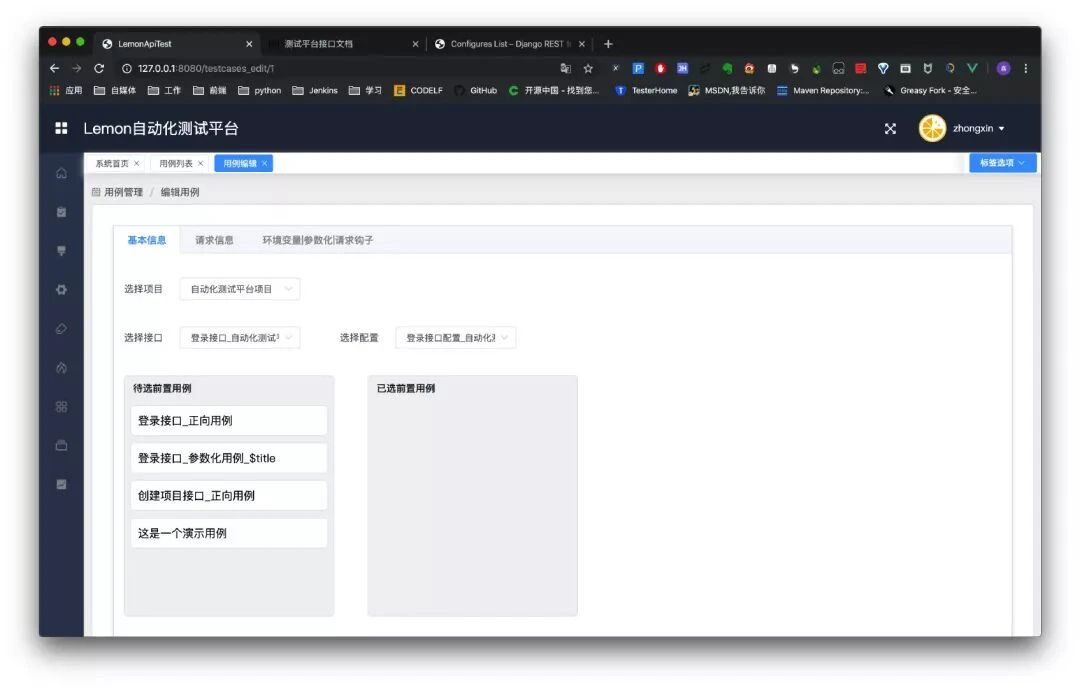 LemonApiTest
测试平台接口文档
Configures List – Django REST
127.0.0.1:8080/testcases_edit/1
应用 自媒体 工作 前端 python Jenkins 学习 CODELF GitHub 开源中国 - 找到您... TesterHome MSDN,我告诉你 Maven Repository:... Greasy Fork - 安全...
Lemon自动化测试平台
zhongxin
系统首页 用例列表 用例编辑 标签选项
用例管理 / 编辑用例
基本信息 请求信息 环境变量|参数化|请求钩子
选择项目 自动化测试平台项目
选择接口 登录接口_自动化测试 选择配置 登录接口配置_自动化
待选前置用例 已选前置用例
登录接口_正向用例
登录接口_参数化用例_$title
创建项目接口_正向用例
这是一个演示用例